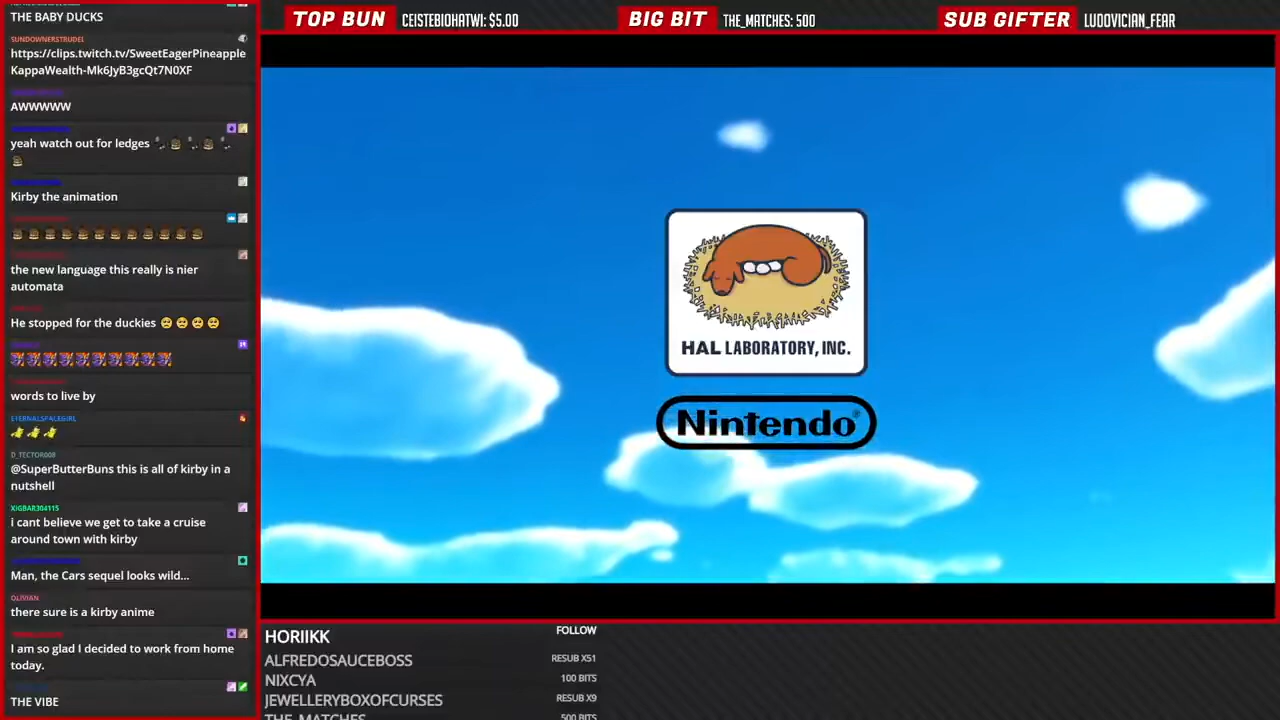 TOP BUN
CEISTEBIOHATWI: $5.00
BIG BIT
THE_MATCHES: 500
SUB GIFTER
LUDOVICIAN_FEAR
THE BABY DUCKS
SUNDOWNERSTRUDEL
https://clips.twitch.tv/SweetEagerPineapple
KappaWealth-Mk6JyB3gcQt7N0XF
AWWWWW
yeah watch out for ledges
Kirby the animation
the new language this really is nier
automata
He stopped for the duckies
words to live by
ETERNALSPACEGIRL
D_TECTOR008
@SuperButterBuns this is all of kirby in a
nutshell
XIGBAR304115
i cant believe we get to take a cruise
around town with kirby
Man, the Cars sequel looks wild...
OLIVIAN
there sure is a kirby anime
I am so glad I decided to work from home
today.
THE VIBE
HAL LABORATORY, INC.
Nintendo®
HORIIKK
FOLLOW
ALFREDOSAUCEBOSS
RESUB X51
NIXCYA
100 BITS
JEWELLERYBOXOFCURSES
RESUB X9
THE_MATCHES
500 BITS